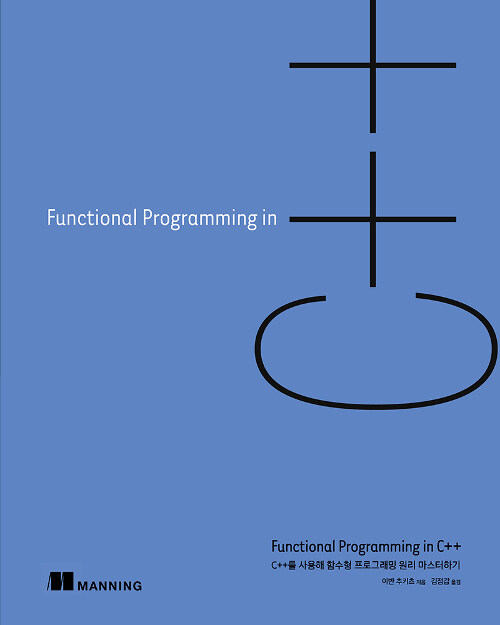 Functional Programming in
C++
Functional Programming in C++
C++를 사용해 함수형 프로그래밍 원리 마스터하기
이반 추키츠 지음 김점갑 옮김
MANNING